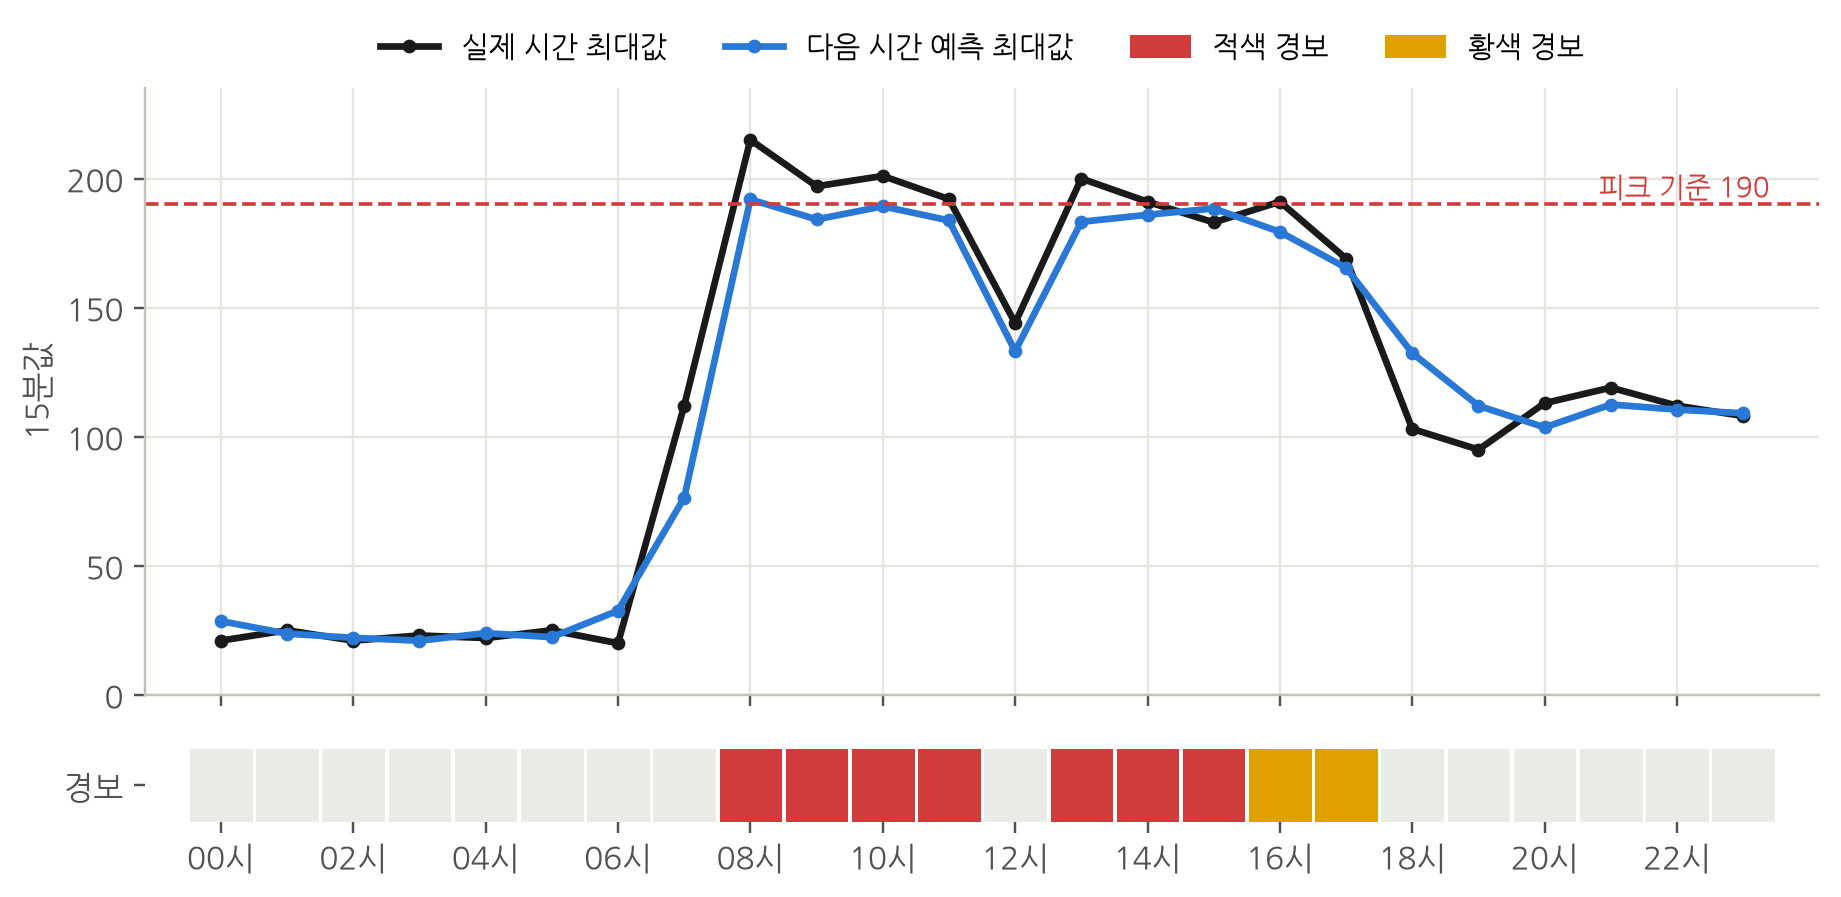 실제 시간 최대값 다음 시간 예측 최대값 적색 경보 황색 경보
200
피크 기준 190
150
15분값
100
50
0
경보
00시 02시 04시 06시 08시 10시 12시 14시 16시 18시 20시 22시